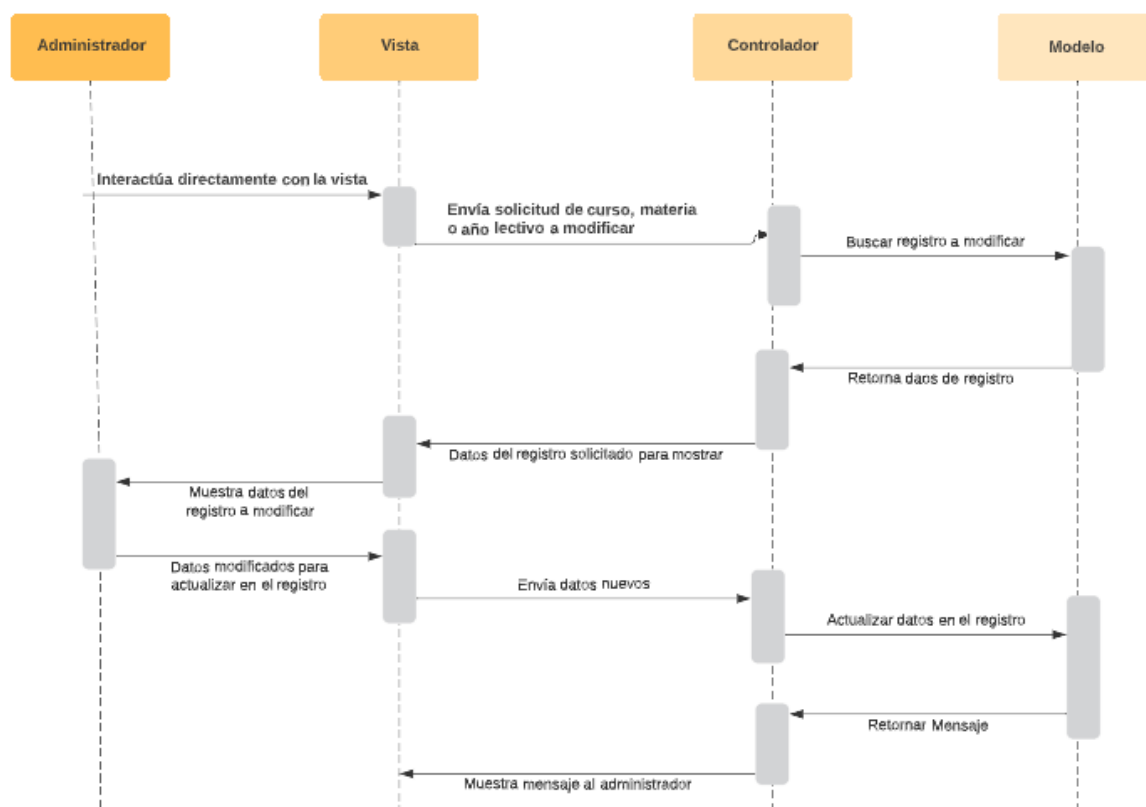 Administrador
Vista
Controlador
Modelo
Interactúa directamente con la vista
Envía solicitud de curso, materia
o año lectivo a modificar
Buscar registro a modificar
Retorna daos de registro
Datos del registro solicitado para mostrar
Muestra datos del
registro a modificar
Datos modificados para
actualizar en el registro
Envía datos nuevos
Actualizar datos en el registro
Retornar Mensaje
Muestra mensaje al administrador